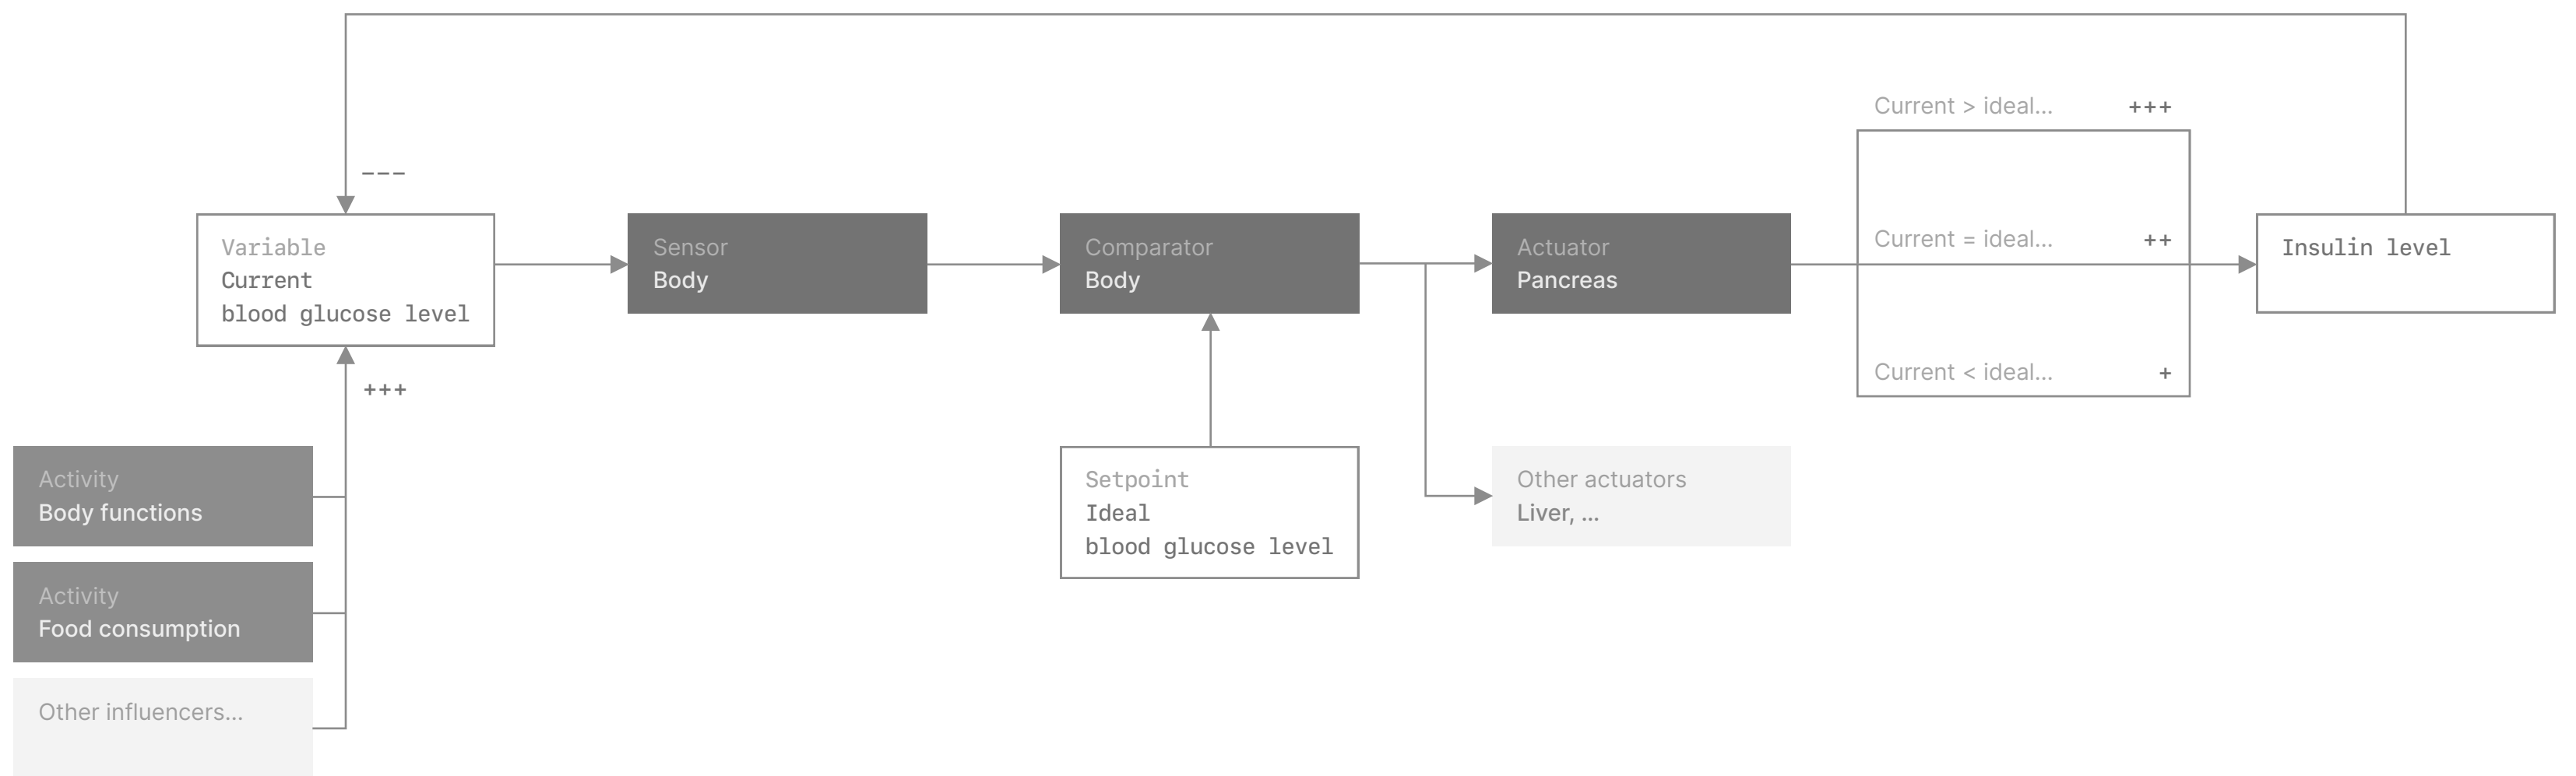 Current > ideal... +++
---
Variable
Current
blood glucose level
Sensor
Body
Comparator
Body
Actuator
Pancreas
Current = ideal... ++
Insulin level
Current < ideal... +
+++
Activity
Body functions
Setpoint
Ideal
blood glucose level
Other actuators
Liver, ...
Activity
Food consumption
Other influencers...